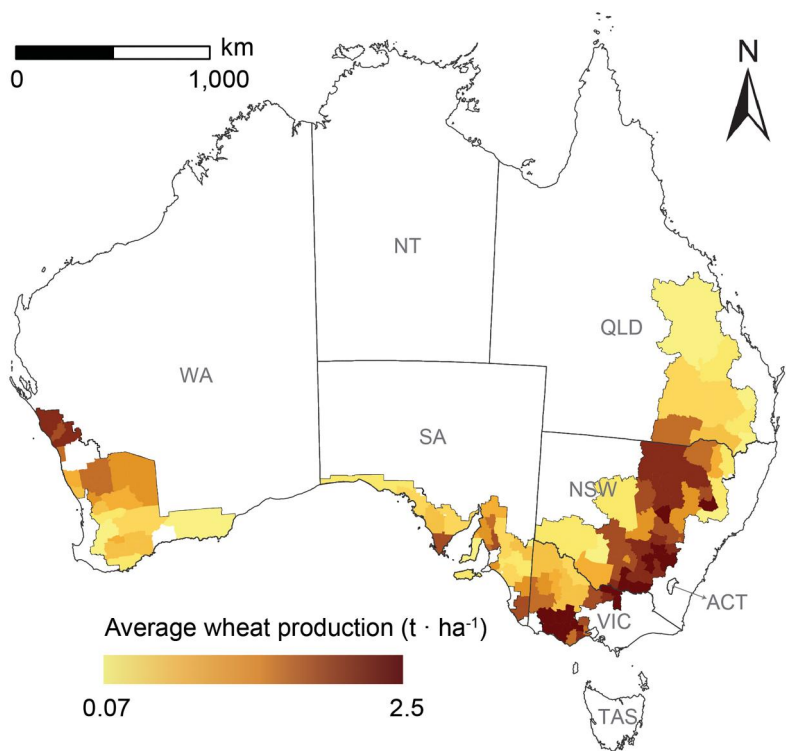 km
0 1,000
N
NT
QLD
WA
SA
NSW
ACT
VIC
Average wheat production (t · ha⁻¹)
0.07 2.5
TAS